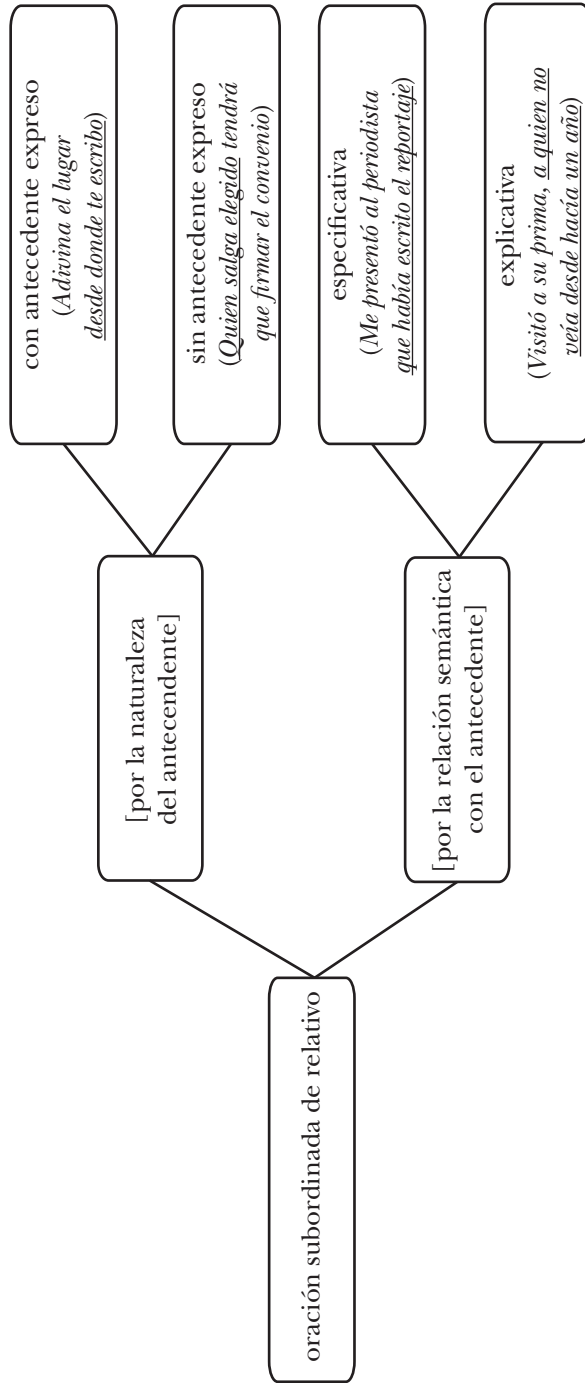 oración subordinada de relativo
[por la naturaleza
del antecendente]
con antecedente expreso
(Adivina el lugar
desde donde te escribo)
sin antecedente expreso
(Quien salga elegido tendrá
que firmar el convenio)
[por la relación semántica
con el antecedente]
especificativa
(Me presentó al periodista
que había escrito el reportaje)
explicativa
(Visitó a su prima, a quien no
veía desde hacía un año)